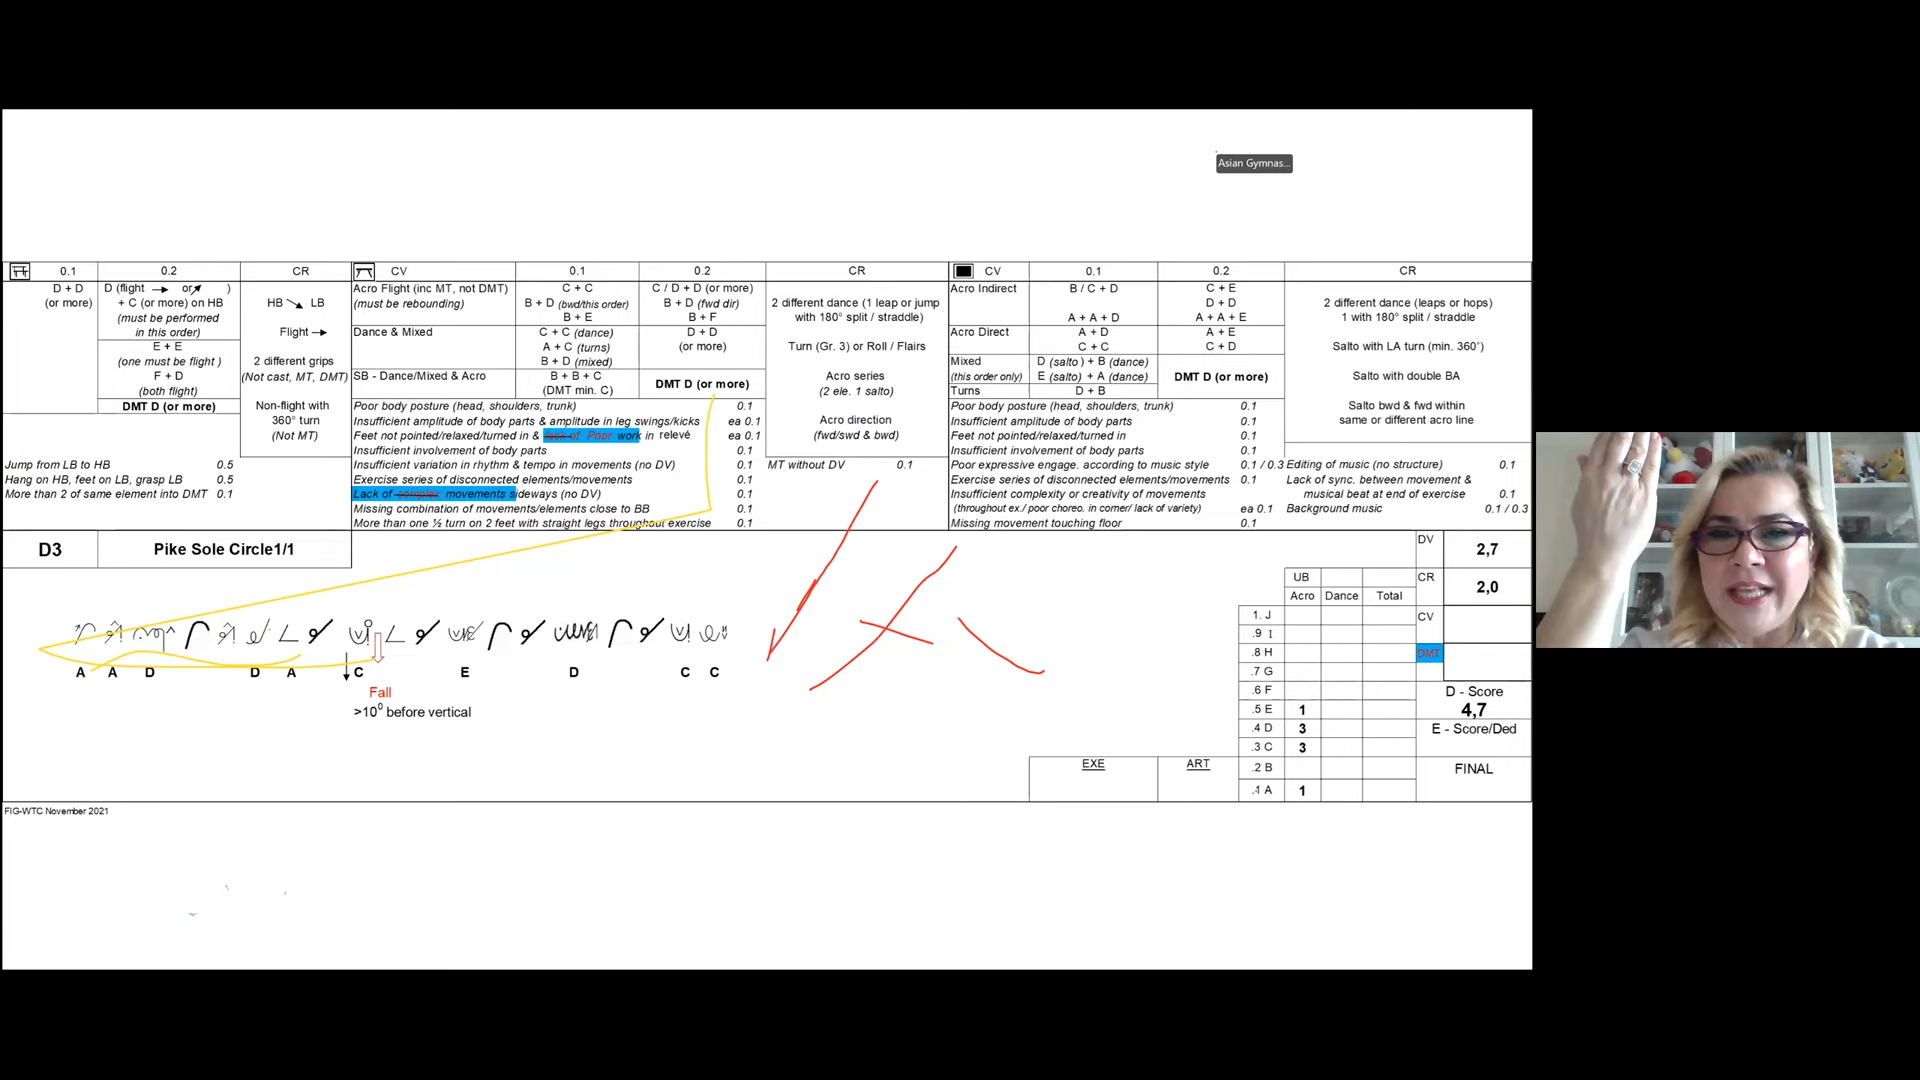 Asian Gymnas...
0.1 0.2 CR
D + D
(or more)
D (flight or )
+ C (or more) on HB
(must be performed
in this order)
E + E
(one must be flight )
F + D
(both flight)
DMT D (or more)
HB LB
Flight
2 different grips
(Not cast, MT, DMT)
Non-flight with
360° turn
(Not MT)
Jump from LB to HB 0.5
Hang on HB, feet on LB, grasp LB 0.5
More than 2 of same element into DMT 0.1
D3 Pike Sole Circle1/1
CV 0.1 0.2 CR
Acro Flight (inc MT, not DMT)
(must be rebounding)
C + C
B + D (bwd/this order)
B + E
C / D + D (or more)
B + D (fwd dir)
B + F
Dance & Mixed
C + C (dance)
A + C (turns)
B + D (mixed)
D + D
(or more)
SB - Dance/Mixed & Acro
B + B + C
(DMT min. C)
DMT D (or more)
2 different dance (1 leap or jump
with 180° split / straddle)
Turn (Gr. 3) or Roll / Flairs
Acro series
(2 ele. 1 salto)
Acro direction
(fwd/swd & bwd)
Poor body posture (head, shoulders, trunk) 0.1
Insufficient amplitude of body parts & amplitude in leg swings/kicks ea 0.1
Feet not pointed/relaxed/turned in & lack of Poor work in relevé ea 0.1
Insufficient involvement of body parts 0.1
Insufficient variation in rhythm & tempo in movements (no DV) 0.1
Exercise series of disconnected elements/movements 0.1
Lack of complex movements sideways (no DV) 0.1
Missing combination of movements/elements close to BB 0.1
More than one ½ turn on 2 feet with straight legs throughout exercise 0.1
MT without DV 0.1
CV 0.1 0.2 CR
Acro Indirect
B / C + D
A + A + D
C + E
D + D
A + A + E
Acro Direct
A + D
C + C
A + E
C + D
Mixed
(this order only)
D (salto ) + B (dance)
E (salto) + A (dance)
Turns D + B
DMT D (or more)
2 different dance (leaps or hops)
1 with 180° split / straddle
Salto with LA turn (min. 360°)
Salto with double BA
Salto bwd & fwd within
same or different acro line
Poor body posture (head, shoulders, trunk) 0.1
Insufficient amplitude of body parts 0.1
Feet not pointed/relaxed/turned in 0.1
Insufficient involvement of body parts 0.1
Poor expressive engage. according to music style 0.1 / 0.3
Exercise series of disconnected elements/movements 0.1
Insufficient complexity or creativity of movements
(throughout ex./ poor choreo. in corner/ lack of variety) ea 0.1
Missing movement touching floor 0.1
Editing of music (no structure) 0.1
Lack of sync. between movement &
musical beat at end of exercise 0.1
Background music 0.1 / 0.3
A A D D A C E D C C
Fall
>10⁰ before vertical
DV 2,7
CR 2,0
CV
DMT
D - Score
4,7
E - Score/Ded
FINAL
UB
Acro Dance Total
1. J
.9 I
.8 H
.7 G
.6 F
.5 E 1
.4 D 3
.3 C 3
.2 B
.1 A 1
EXE ART
FIG-WTC November 2021